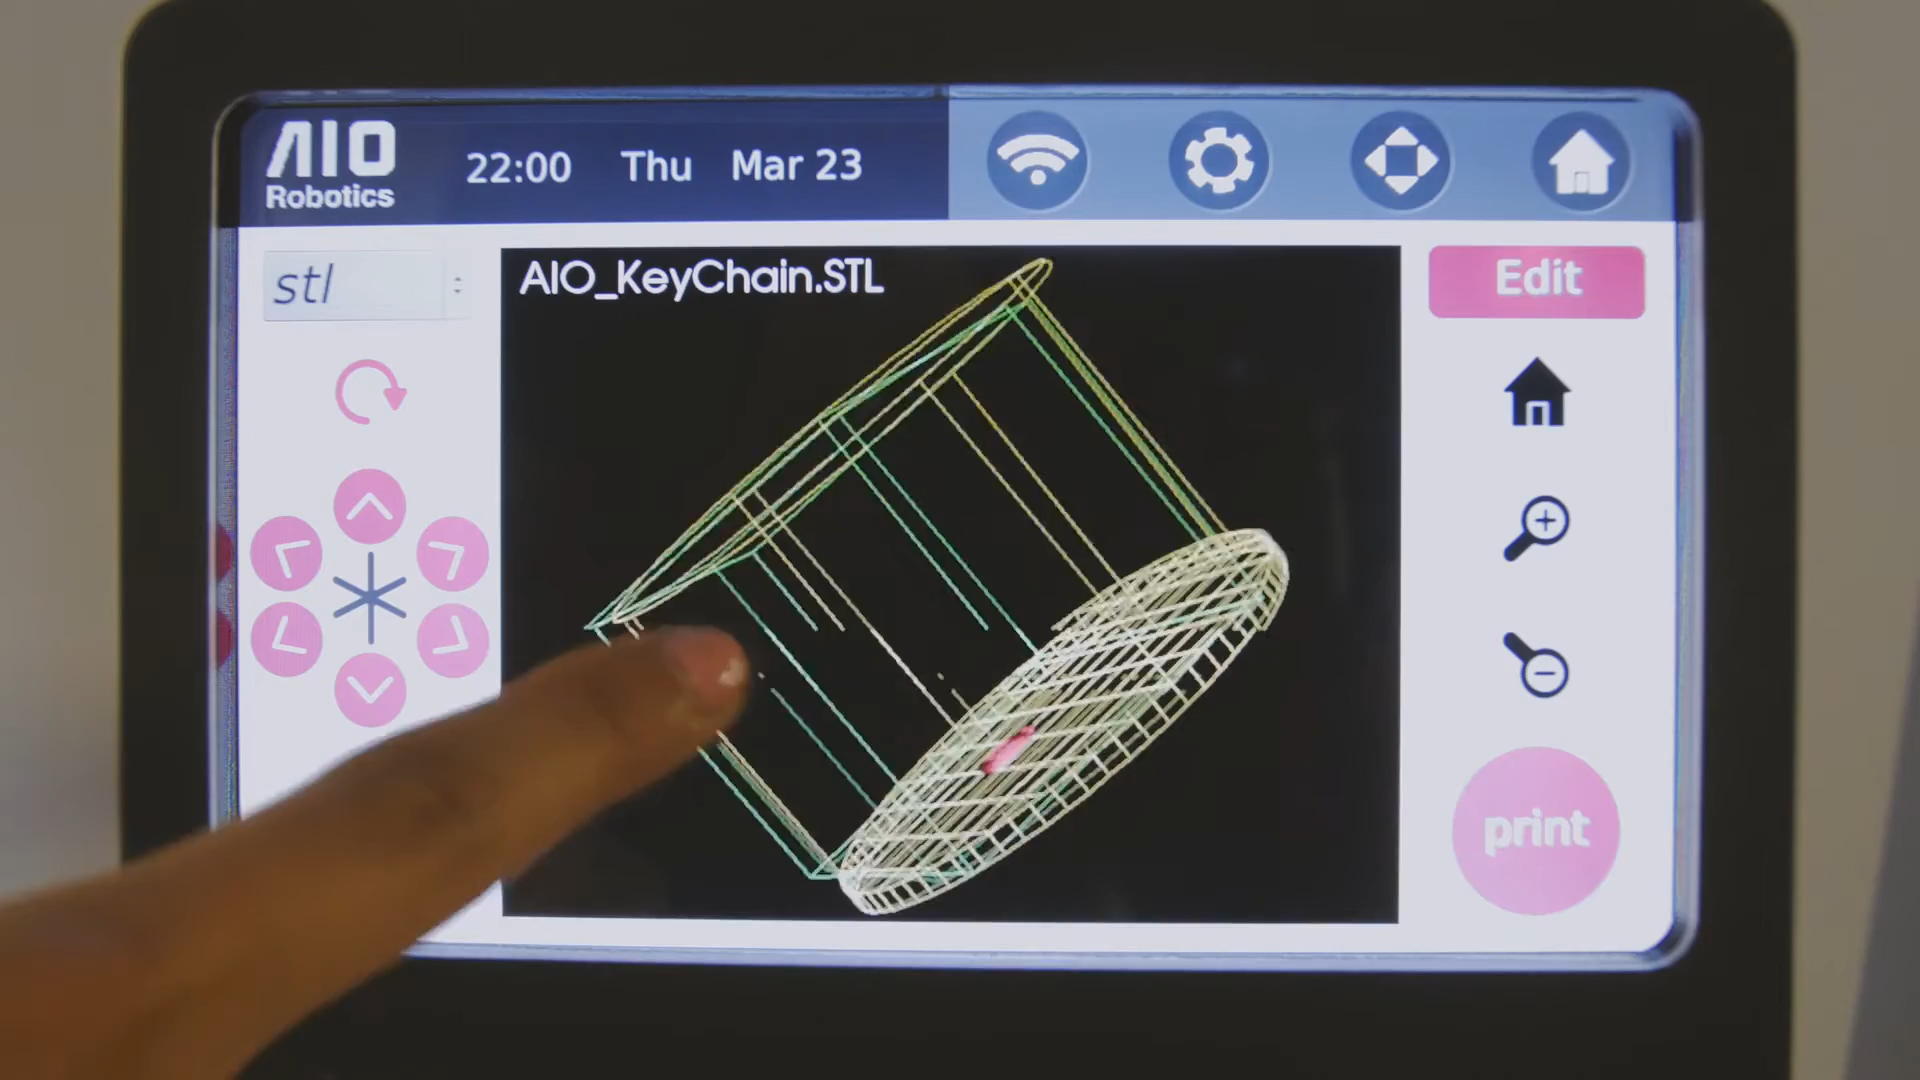 AIO
Robotics
22:00 Thu Mar 23
stl
AIO_KeyChain.STL
Edit
print